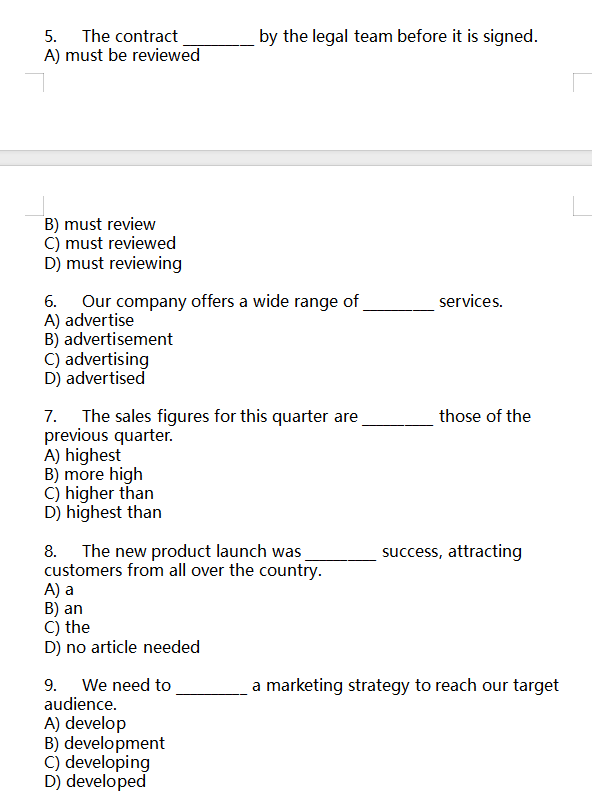 5. The contract ________ by the legal team before it is signed.
A) must be reviewed
B) must review
C) must reviewed
D) must reviewing
6. Our company offers a wide range of ________ services.
A) advertise
B) advertisement
C) advertising
D) advertised
7. The sales figures for this quarter are ________ those of the
previous quarter.
A) highest
B) more high
C) higher than
D) highest than
8. The new product launch was ________ success, attracting
customers from all over the country.
A) a
B) an
C) the
D) no article needed
9. We need to ________ a marketing strategy to reach our target
audience.
A) develop
B) development
C) developing
D) developed